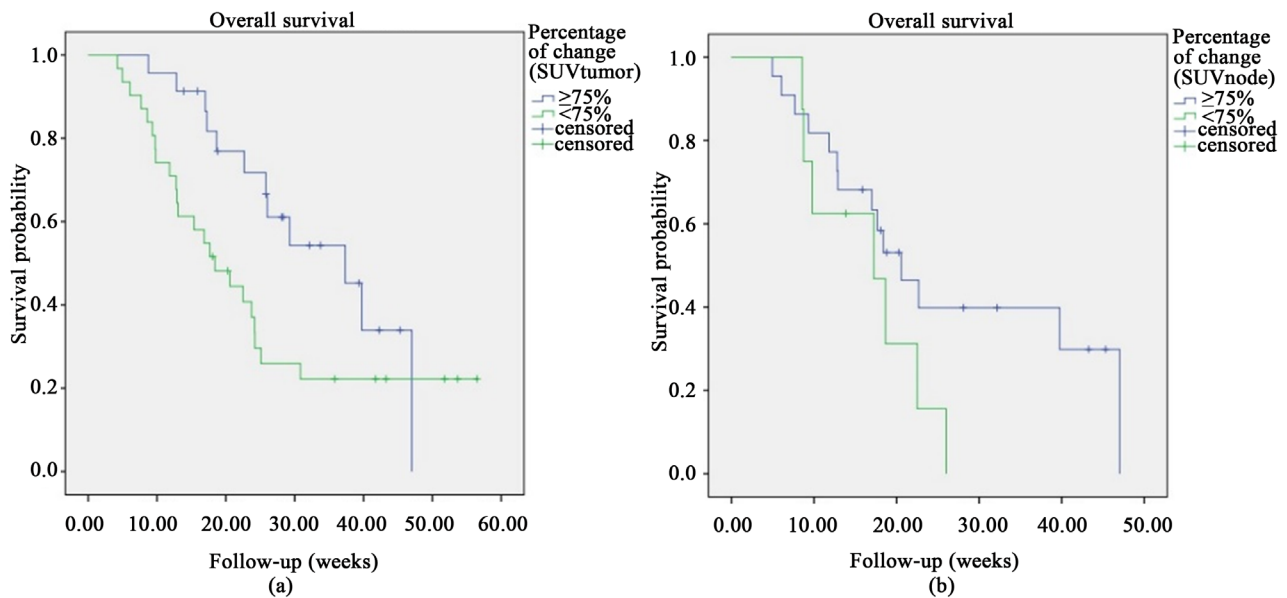 Overall survival
Percentage
of change
(SUVtumor)
≥75%
<75%
censored
censored
Survival probability
1.0
0.8
0.6
0.4
0.2
0.0
0.00 10.00 20.00 30.00 40.00 50.00 60.00
Follow-up (weeks)
(a)
Overall survival
Percentage
of change
(SUVnode)
≥75%
<75%
censored
censored
Survival probability
1.0
0.8
0.6
0.4
0.2
0.0
0.00 10.00 20.00 30.00 40.00 50.00
Follow-up (weeks)
(b)